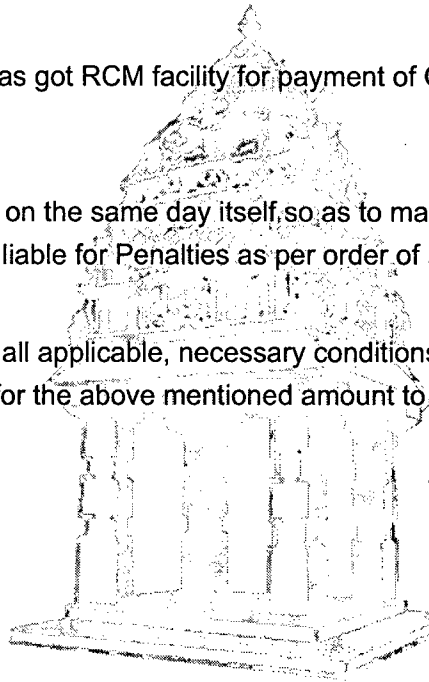 as got RCM facility for payment of
on the same day itself,so as to ma
liable for Penalties as per order of
all applicable, necessary conditions
for the above mentioned amount to